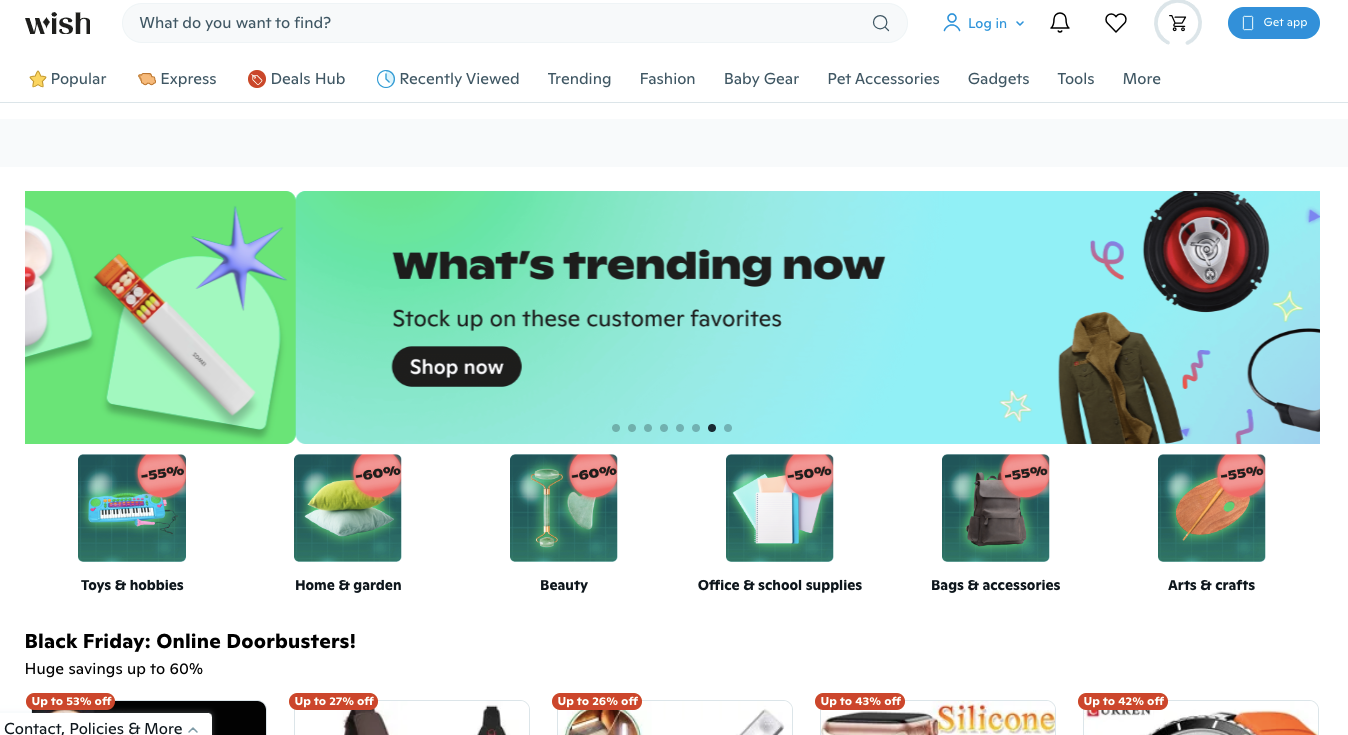 wish
What do you want to find?
Log in
Get app
Popular
Express
Deals Hub
Recently Viewed
Trending
Fashion
Baby Gear
Pet Accessories
Gadgets
Tools
More
What's trending now
Stock up on these customer favorites
Shop now
-55%
-60%
-60%
-50%
-55%
-55%
Toys & hobbies
Home & garden
Beauty
Office & school supplies
Bags & accessories
Arts & crafts
Black Friday: Online Doorbusters!
Huge savings up to 60%
Up to 53% off
Up to 27% off
Up to 26% off
Up to 43% off
Up to 42% off
Silicone
Contact, Policies & More